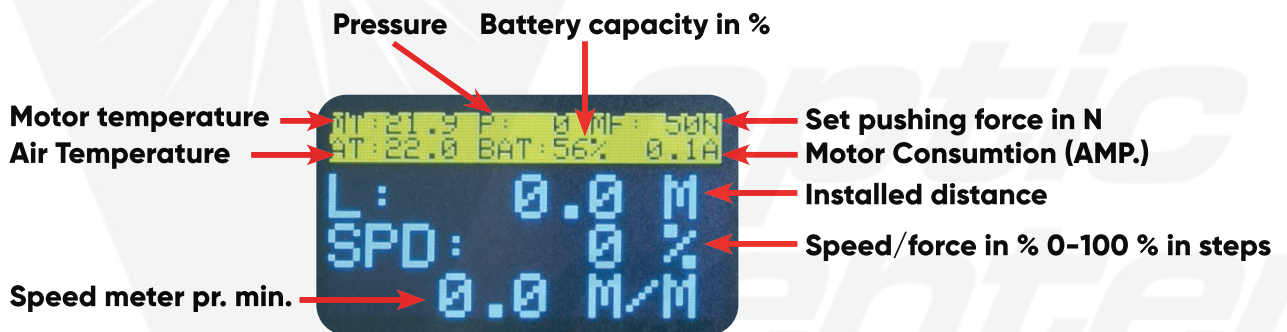 Pressure Battery capacity in %
Motor temperature
Air Temperature
Speed meter pr. min.
MT:21.9 P: 0 MF: 50N
AT:22.0 BAT:56% 0.1A
L: 0.0 M
SPD: 0 %
0.0 M/M
Set pushing force in N
Motor Consumtion (AMP.)
Installed distance
Speed/force in % 0-100 % in steps
optic